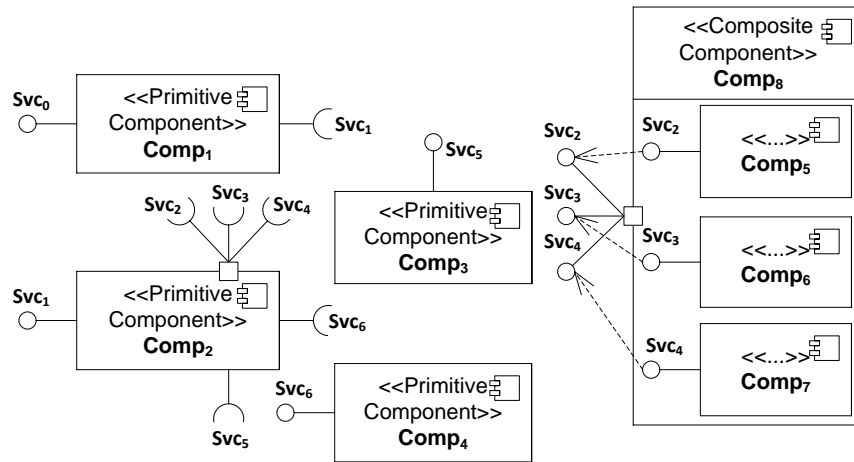 <<Primitive
Component>>
Comp₁
Svc₀
Svc₁
Svc₂
Svc₃
Svc₄
<<Primitive
Component>>
Comp₂
Svc₁
Svc₆
Svc₅
Svc₅
<<Primitive
Component>>
Comp₃
Svc₆
<<Primitive
Component>>
Comp₄
<<Composite
Component>>
Comp₈
Svc₂
Svc₃
Svc₄
Svc₂
<<...>>
Comp₅
Svc₃
<<...>>
Comp₆
Svc₄
<<...>>
Comp₇